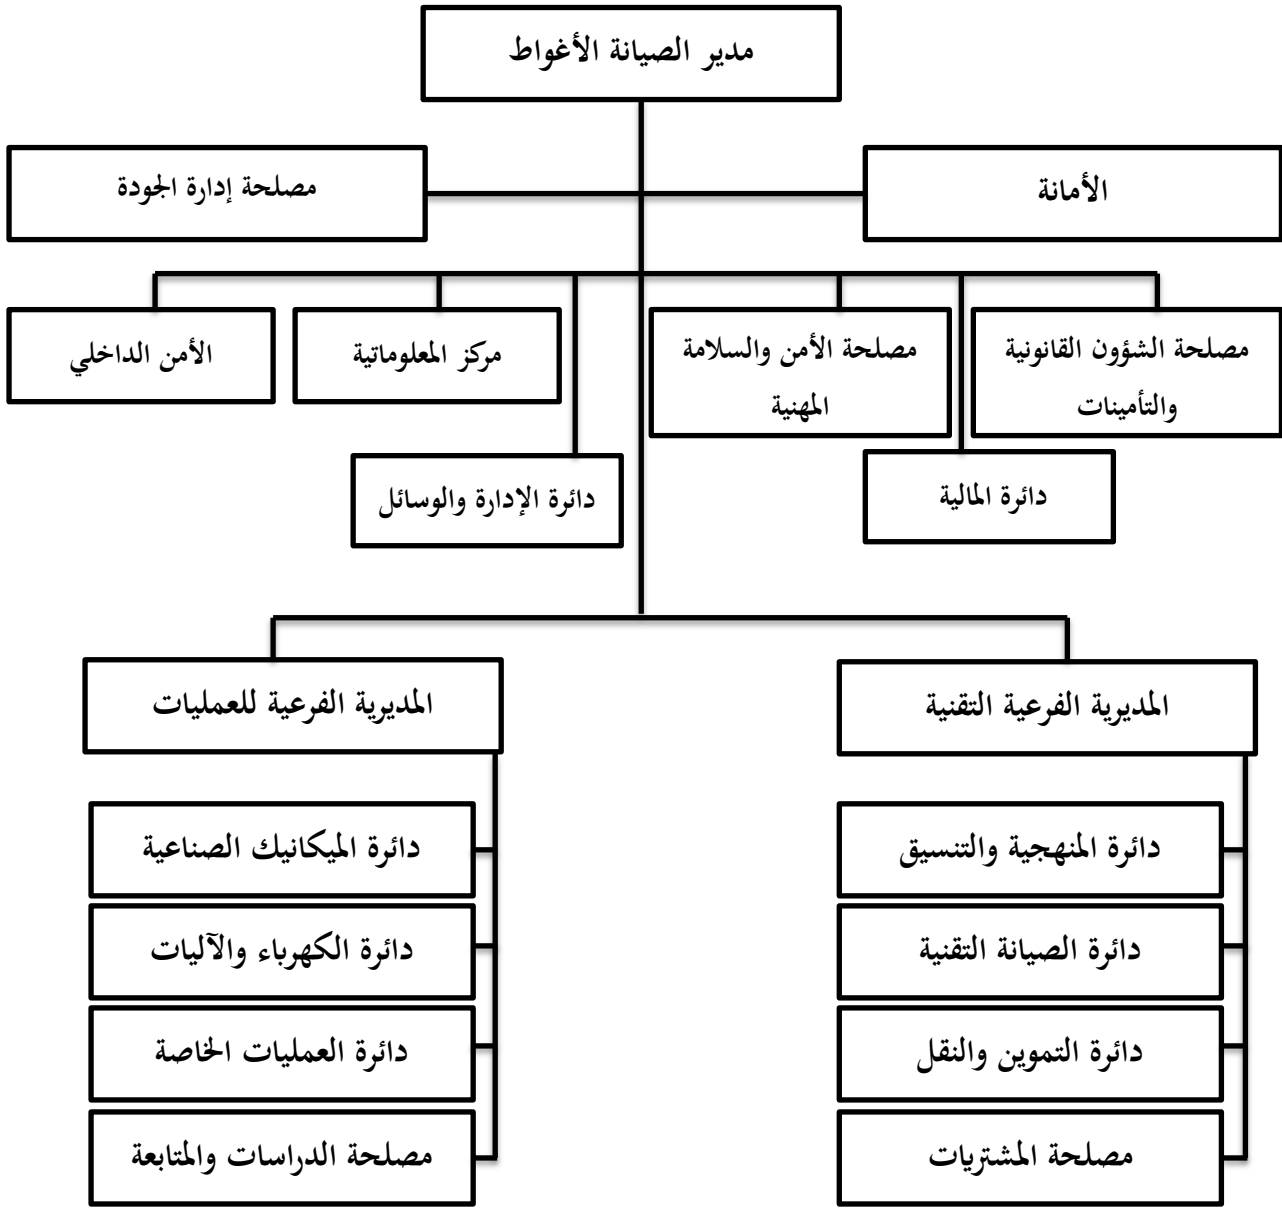 مدير الصيانة الأغواط
الأمانة
مصلحة إدارة الجودة
مصلحة الشؤون القانونية
والتأمينات
مصلحة الأمن والسلامة
المهنية
مركز المعلوماتية
الأمن الداخلي
دائرة المالية
دائرة الإدارة والوسائل
المديرية الفرعية التقنية
دائرة المنهجية والتنسيق
دائرة الصيانة التقنية
دائرة التموين والنقل
مصلحة المشتريات
المديرية الفرعية للعمليات
دائرة الميكانيك الصناعية
دائرة الكهرباء والآليات
دائرة العمليات الخاصة
مصلحة الدراسات والمتابعة